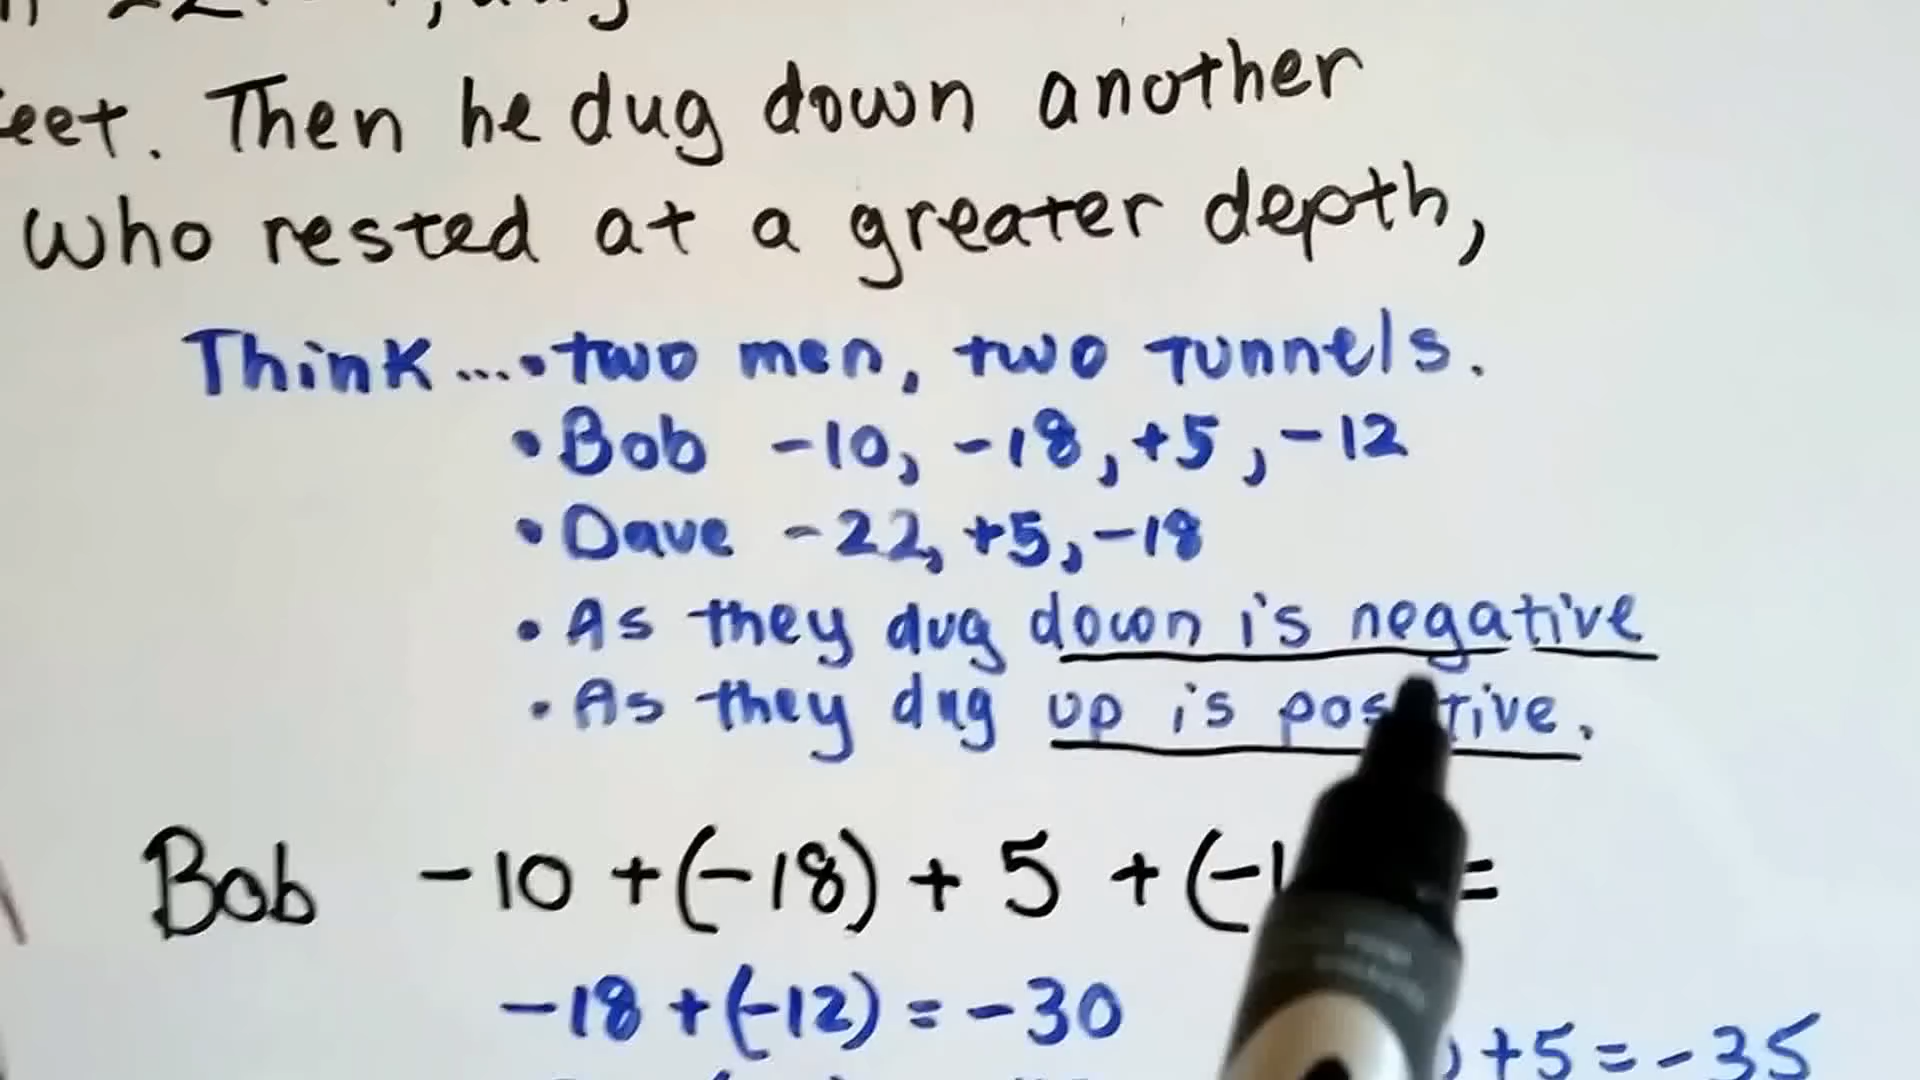 eet. Then he dug down another
who rested at a greater depth,
Think...• two men, two tunnels.
• Bob -10, -18, +5, -12
• Dave -22, +5, -18
• As they dug down is negative
• As they dug up is positive.
Bob -10 + (-18) + 5 + (-1 =
-18 + (-12) = -30
) +5 = -35